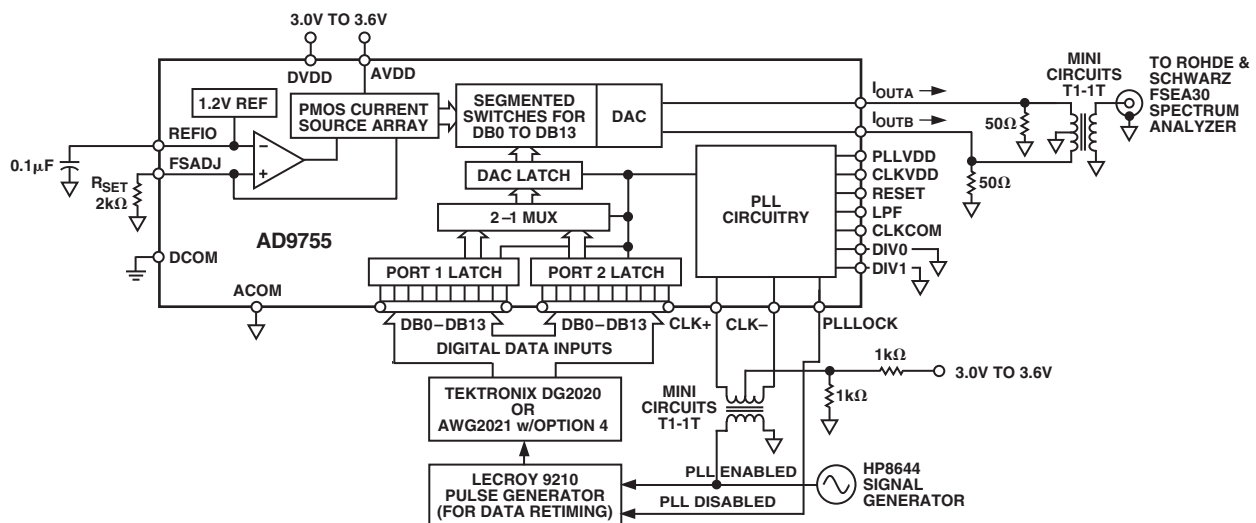 3.0V TO 3.6V
DVDD
AVDD
1.2V REF
PMOS CURRENT
SOURCE ARRAY
SEGMENTED
SWITCHES FOR
DB0 TO DB13
DAC
IOUTA
IOUTB
MINI
CIRCUITS
T1-1T
TO ROHDE &
SCHWARZ
FSEA30
SPECTRUM
ANALYZER
50Ω
50Ω
REFIO
0.1μF
FSADJ
RSET
2kΩ
−
+
DAC LATCH
2–1 MUX
PLL
CIRCUITRY
PLLVDD
CLKVDD
RESET
LPF
CLKCOM
DIV0
DIV1
AD9755
DCOM
ACOM
PORT 1 LATCH
PORT 2 LATCH
DB0–DB13
DB0–DB13
CLK+
CLK–
PLLLOCK
DIGITAL DATA INPUTS
TEKTRONIX DG2020
OR
AWG2021 w/OPTION 4
MINI
CIRCUITS
T1-1T
1kΩ
3.0V TO 3.6V
1kΩ
LECROY 9210
PULSE GENERATOR
(FOR DATA RETIMING)
PLL ENABLED
PLL DISABLED
HP8644
SIGNAL
GENERATOR